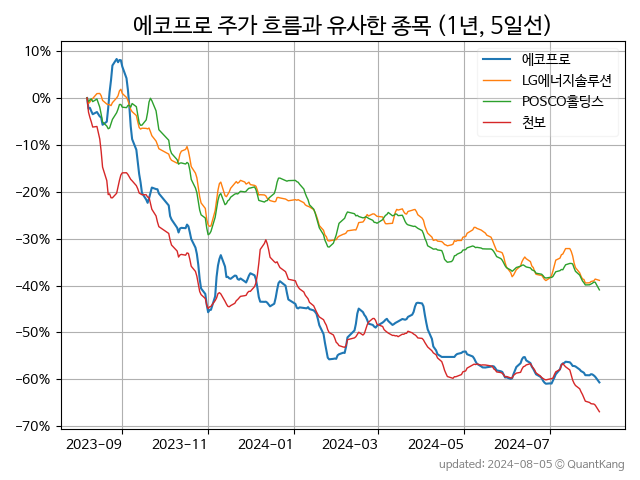 에코프로 주가 흐름과 유사한 종목 (1년, 5일선)
에코프로
LG에너지솔루션
POSCO홀딩스
천보
10%
0%
−10%
−20%
−30%
−40%
−50%
−60%
−70%
2023-09 2023-11 2024-01 2024-03 2024-05 2024-07
updated: 2024-08-05 © QuantKang